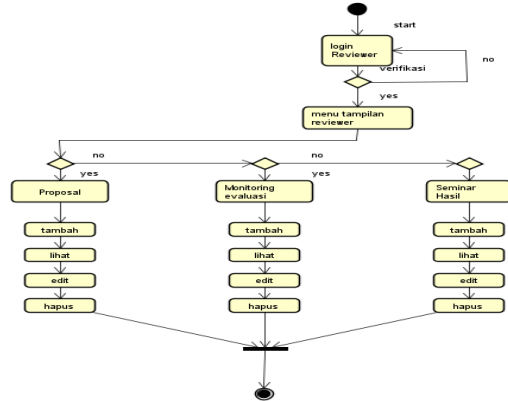 start
login
Reviewer
no
verifikasi
yes
menu tampilan
reviewer
no
no
yes
yes
Proposal
Monitoring
evaluasi
Seminar
Hasil
tambah
tambah
tambah
lihat
lihat
lihat
edit
edit
edit
hapus
hapus
hapus